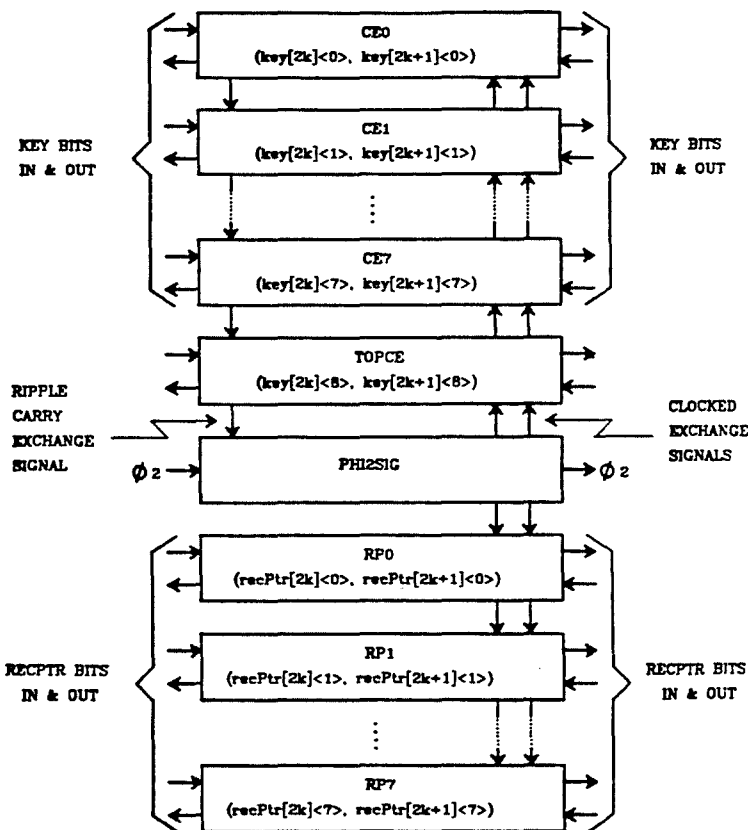 CE0
(key[2k]<0>, key[2k+1]<0>)
CE1
(key[2k]<1>, key[2k+1]<1>)
KEY BITS
IN & OUT
KEY BITS
IN & OUT
CE7
(key[2k]<7>, key[2k+1]<7>)
TOPCE
(key[2k]<8>, key[2k+1]<8>)
RIPPLE
CARRY
EXCHANGE
SIGNAL
CLOCKED
EXCHANGE
SIGNALS
PHI2SIG
Ø 2
Ø 2
RP0
(recPtr[2k]<0>, recPtr[2k+1]<0>)
RP1
(recPtr[2k]<1>, recPtr[2k+1]<1>)
RECPTR BITS
IN & OUT
RECPTR BITS
IN & OUT
RP7
(recPtr[2k]<7>, recPtr[2k+1]<7>)